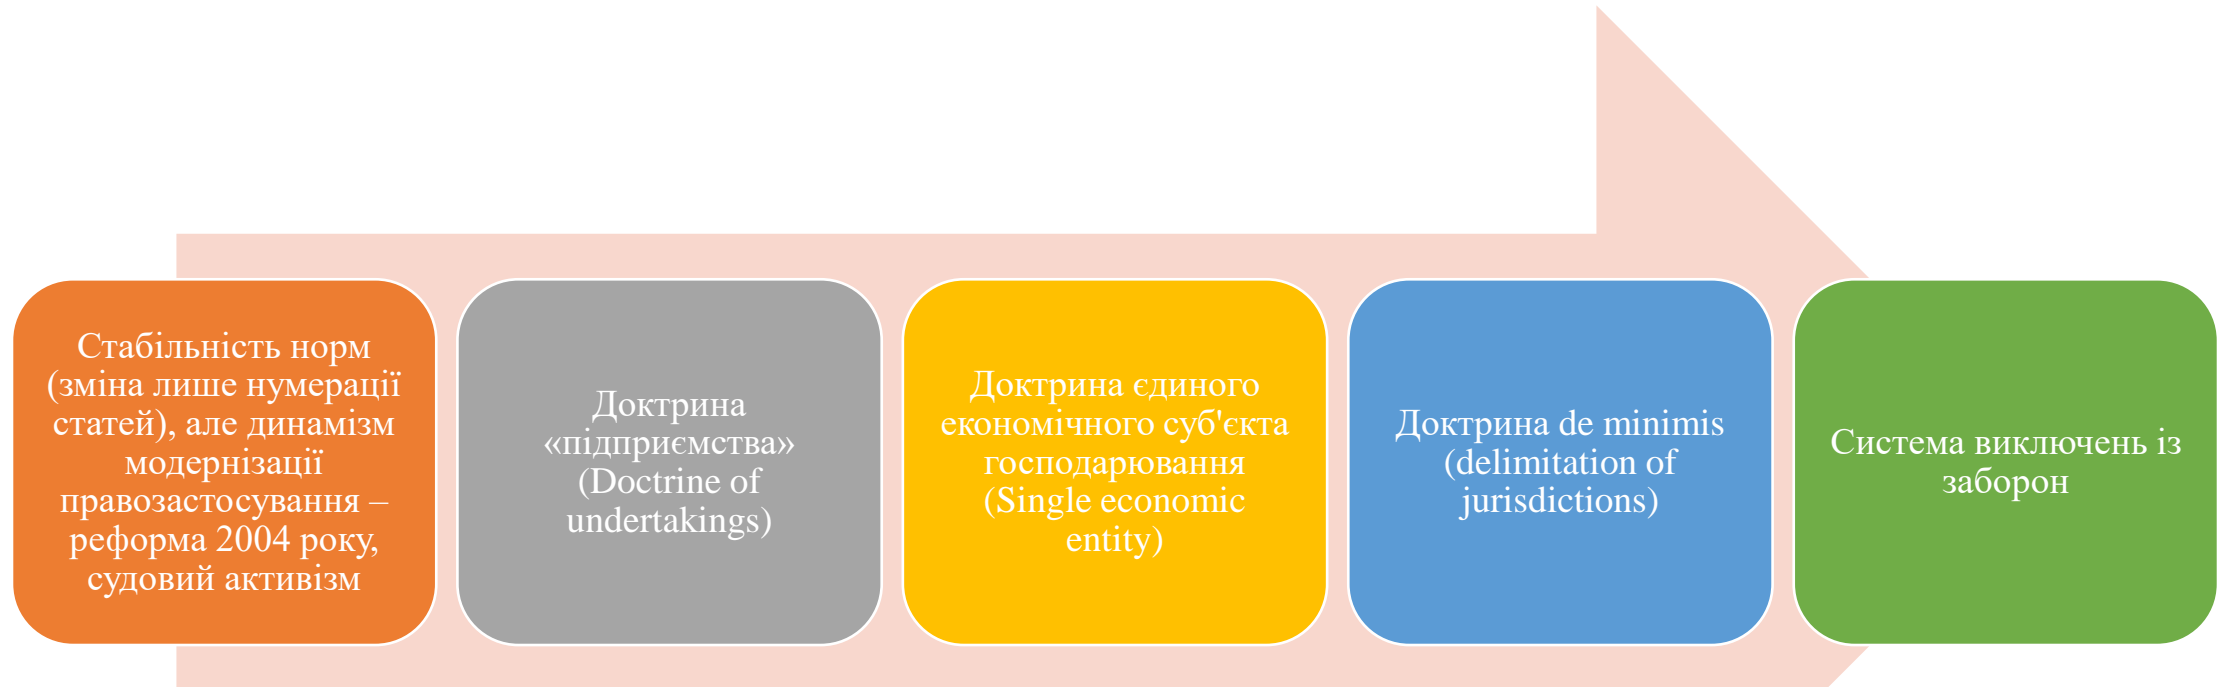 Стабільність норм
(зміна лише нумерації
статей), але динамізм
модернізації
правозастосування –
реформа 2004 року,
судовий активізм
Доктрина
«підприємства»
(Doctrine of
undertakings)
Доктрина єдиного
економічного суб'єкта
господарювання
(Single economic
entity)
Доктрина de minimis
(delimitation of
jurisdictions)
Система виключень із
заборон